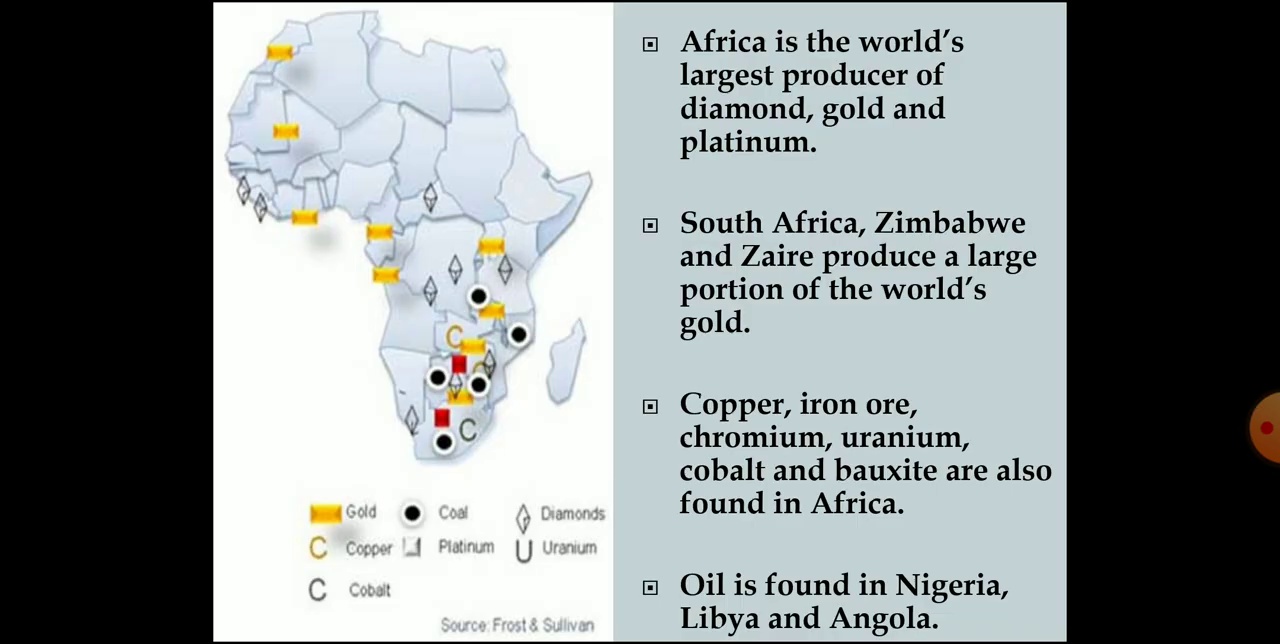 Africa is the world's
largest producer of
diamond, gold and
platinum.
South Africa, Zimbabwe
and Zaire produce a large
portion of the world's
gold.
Copper, iron ore,
chromium, uranium,
cobalt and bauxite are also
found in Africa.
Oil is found in Nigeria,
Libya and Angola.
C
C
C
Gold
Coal
Diamonds
C Copper
Platinum
U Uranium
C Cobalt
Source: Frost & Sullivan